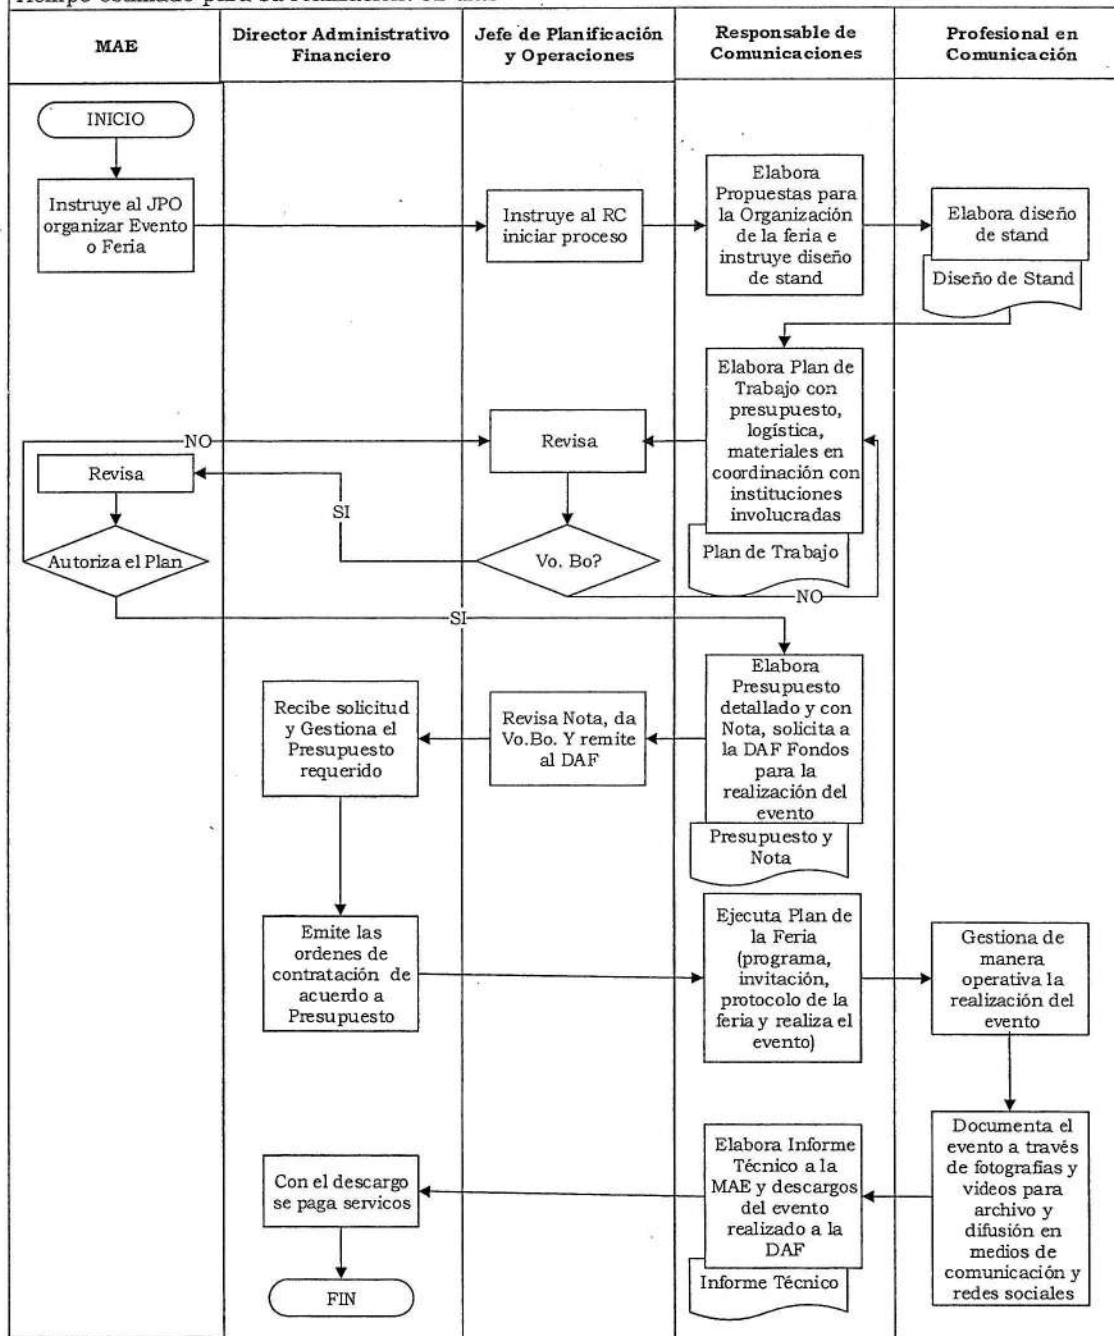 MAE
Director Administrativo
Financiero
Jefe de Planificación
y Operaciones
Responsable de
Comunicaciones
Profesional en
Comunicación
INICIO
Instruye al JPO
organizar Evento
o Feria
Instruye al RC
iniciar proceso
Elabora
Propuestas para
la Organización
de la feria e
instruye diseño
de stand
Elabora diseño
de stand
Diseño de Stand
Elabora Plan de
Trabajo con
presupuesto,
logística,
materiales en
coordinación con
instituciones
involucradas
Plan de Trabajo
Revisa
NO
Revisa
SI
Autoriza el Plan
Vo. Bo?
NO
SI
Elabora
Presupuesto
detallado y con
Nota, solicita a
la DAF Fondos
para la
realización del
evento
Presupuesto y
Nota
Revisa Nota, da
Vo.Bo. Y remite
al DAF
Recibe solicitud
y Gestiona el
Presupuesto
requerido
Emite las
ordenes de
contratación de
acuerdo a
Presupuesto
Ejecuta Plan de
la Feria
(programa,
invitación,
protocolo de la
feria y realiza el
evento)
Gestiona de
manera
operativa la
realización del
evento
Documenta el
evento a través
de fotografías y
videos para
archivo y
difusión en
medios de
comunicación y
redes sociales
Elabora Informe
Técnico a la
MAE y descargos
del evento
realizado a la
DAF
Informe Técnico
Con el descargo
se paga servicos
FIN